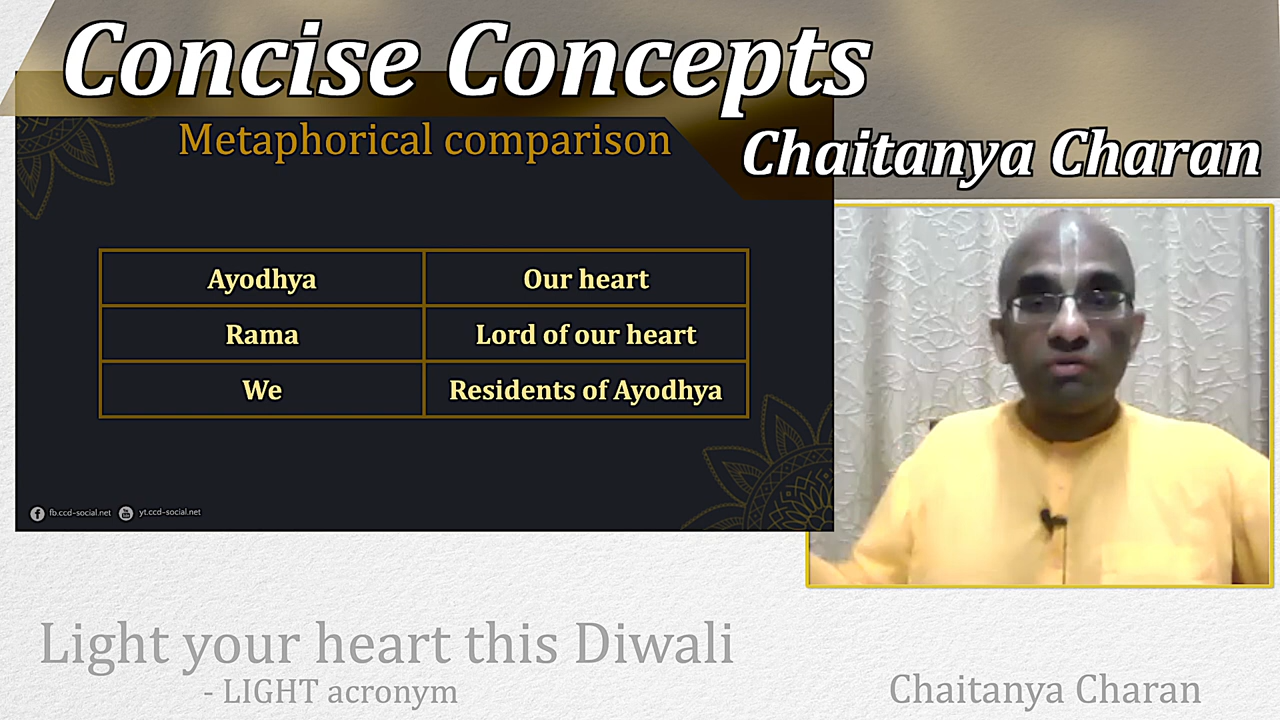 Concise Concepts
Chaitanya Charan
Metaphorical comparison
Ayodhya Our heart
Rama Lord of our heart
We Residents of Ayodhya
fb.ccd-social.net yt.ccd-social.net
Light your heart this Diwali
- LIGHT acronym
Chaitanya Charan